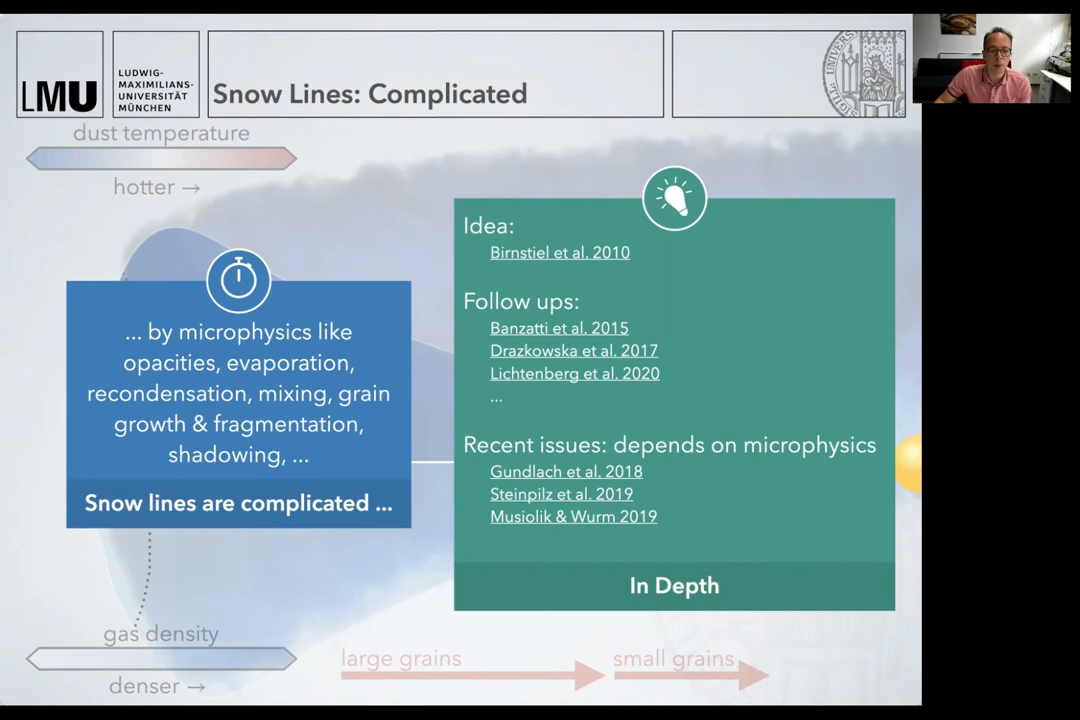 LMU
LUDWIG-
MAXIMILIANS-
UNIVERSITÄT
MÜNCHEN
Snow Lines: Complicated
dust temperature
hotter →
... by microphysics like
opacities, evaporation,
recondensation, mixing, grain
growth & fragmentation,
shadowing, ...
Snow lines are complicated ...
Idea:
Birnstiel et al. 2010
Follow ups:
Banzatti et al. 2015
Drazkowska et al. 2017
Lichtenberg et al. 2020
...
Recent issues: depends on microphysics
Gundlach et al. 2018
Steinpilz et al. 2019
Musiolik & Wurm 2019
In Depth
gas density
denser →
large grains
small grains